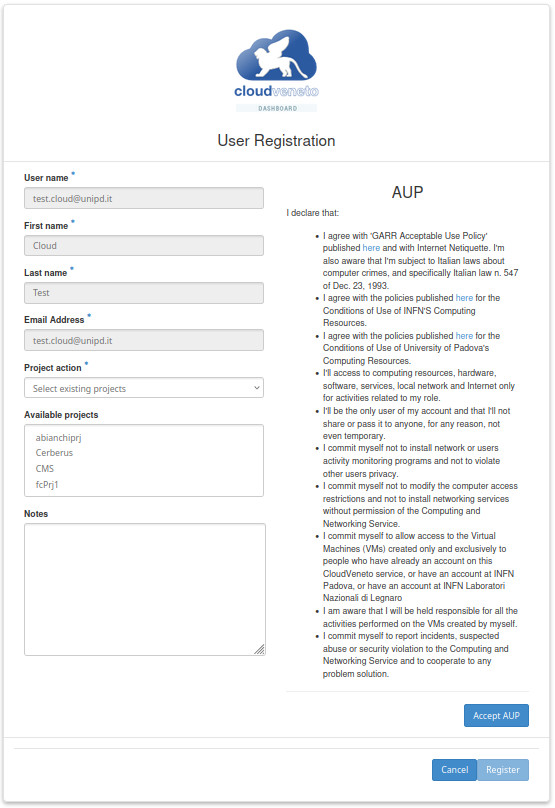 cloudveneto
DASHBOARD
User Registration
User name *
test.cloud@unipd.it
First name *
Cloud
Last name *
Test
Email Address *
test.cloud@unipd.it
Project action *
Select existing projects
Available projects
abianchiprj
Cerberus
CMS
fcPrj1
Notes
AUP
I declare that:
• I agree with 'GARR Acceptable Use Policy'
published here and with Internet Netiquette. I'm
also aware that I'm subject to Italian laws about
computer crimes, and specifically Italian law n. 547
of Dec. 23, 1993.
• I agree with the policies published here for the
Conditions of Use of INFN'S Computing
Resources.
• I agree with the policies published here for the
Conditions of Use of University of Padova's
Computing Resources.
• I'll access to computing resources, hardware,
software, services, local network and Internet only
for activities related to my role.
• I'll be the only user of my account and that I'll not
share or pass it to anyone, for any reason, not
even temporary.
• I commit myself not to install network or users
activity monitoring programs and not to violate
other users privacy.
• I commit myself not to modify the computer access
restrictions and not to install networking services
without permission of the Computing and
Networking Service.
• I commit myself to allow access to the Virtual
Machines (VMs) created only and exclusively to
people who have already an account on this
CloudVeneto service, or have an account at INFN
Padova, or have an account at INFN Laboratori
Nazionali di Legnaro
• I am aware that I will be held responsible for all the
activities performed on the VMs created by myself.
• I commit myself to report incidents, suspected
abuse or security violation to the Computing and
Networking Service and to cooperate to any
problem solution.
Accept AUP
Cancel
Register